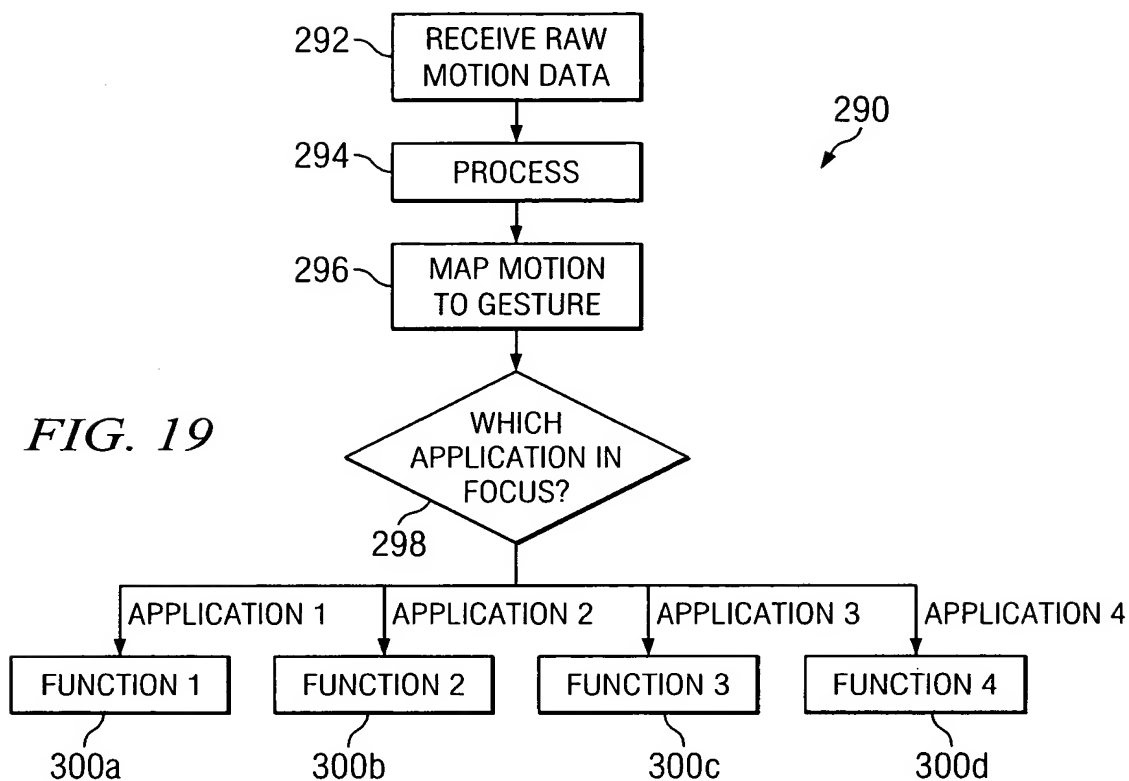 292
RECEIVE RAW
MOTION DATA
290
294
PROCESS
296
MAP MOTION
TO GESTURE
FIG. 19
WHICH
APPLICATION IN
FOCUS?
298
APPLICATION 1
APPLICATION 2
APPLICATION 3
APPLICATION 4
FUNCTION 1
FUNCTION 2
FUNCTION 3
FUNCTION 4
300a
300b
300c
300d